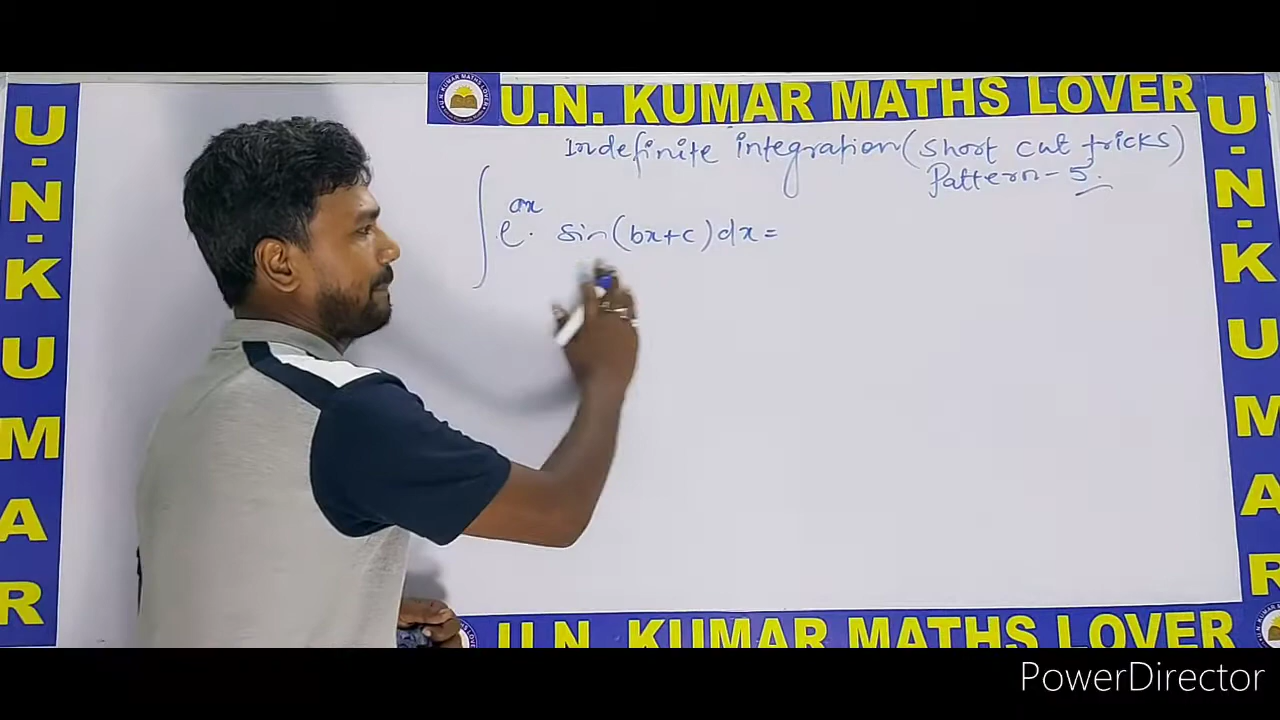 U.N. KUMAR MATHS LOVER
Indefinite integration (short cut tricks)
Pattern-5.
∫ e^{ax}. sin(bx+c)dx=
U-N-KUMAR
U-N-KUMAR
U.N. KUMAR MATHS LOVER
PowerDirector